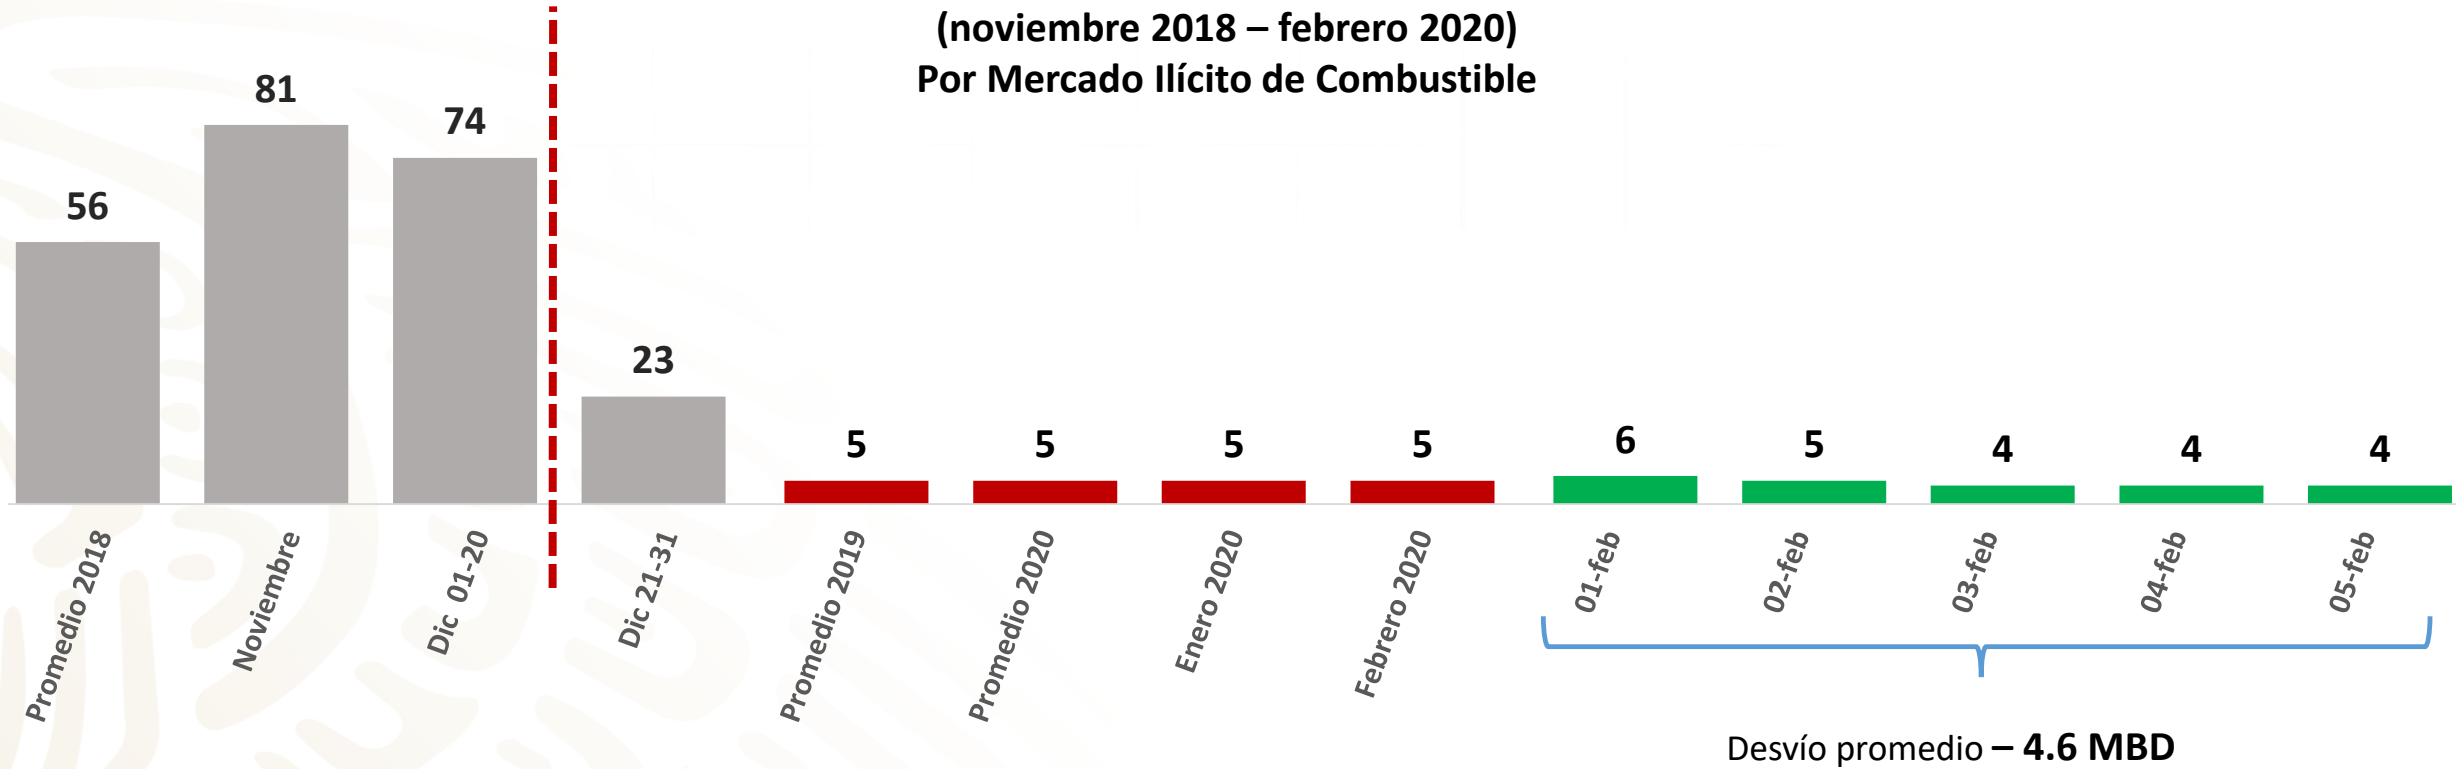 (noviembre 2018 – febrero 2020)
Por Mercado Ilícito de Combustible
56
81
74
23
5
5
5
5
6
5
4
4
4
Promedio 2018
Noviembre
Dic 01-20
Dic 21-31
Promedio 2019
Promedio 2020
Enero 2020
Febrero 2020
01-feb
02-feb
03-feb
04-feb
05-feb
Desvío promedio – 4.6 MBD